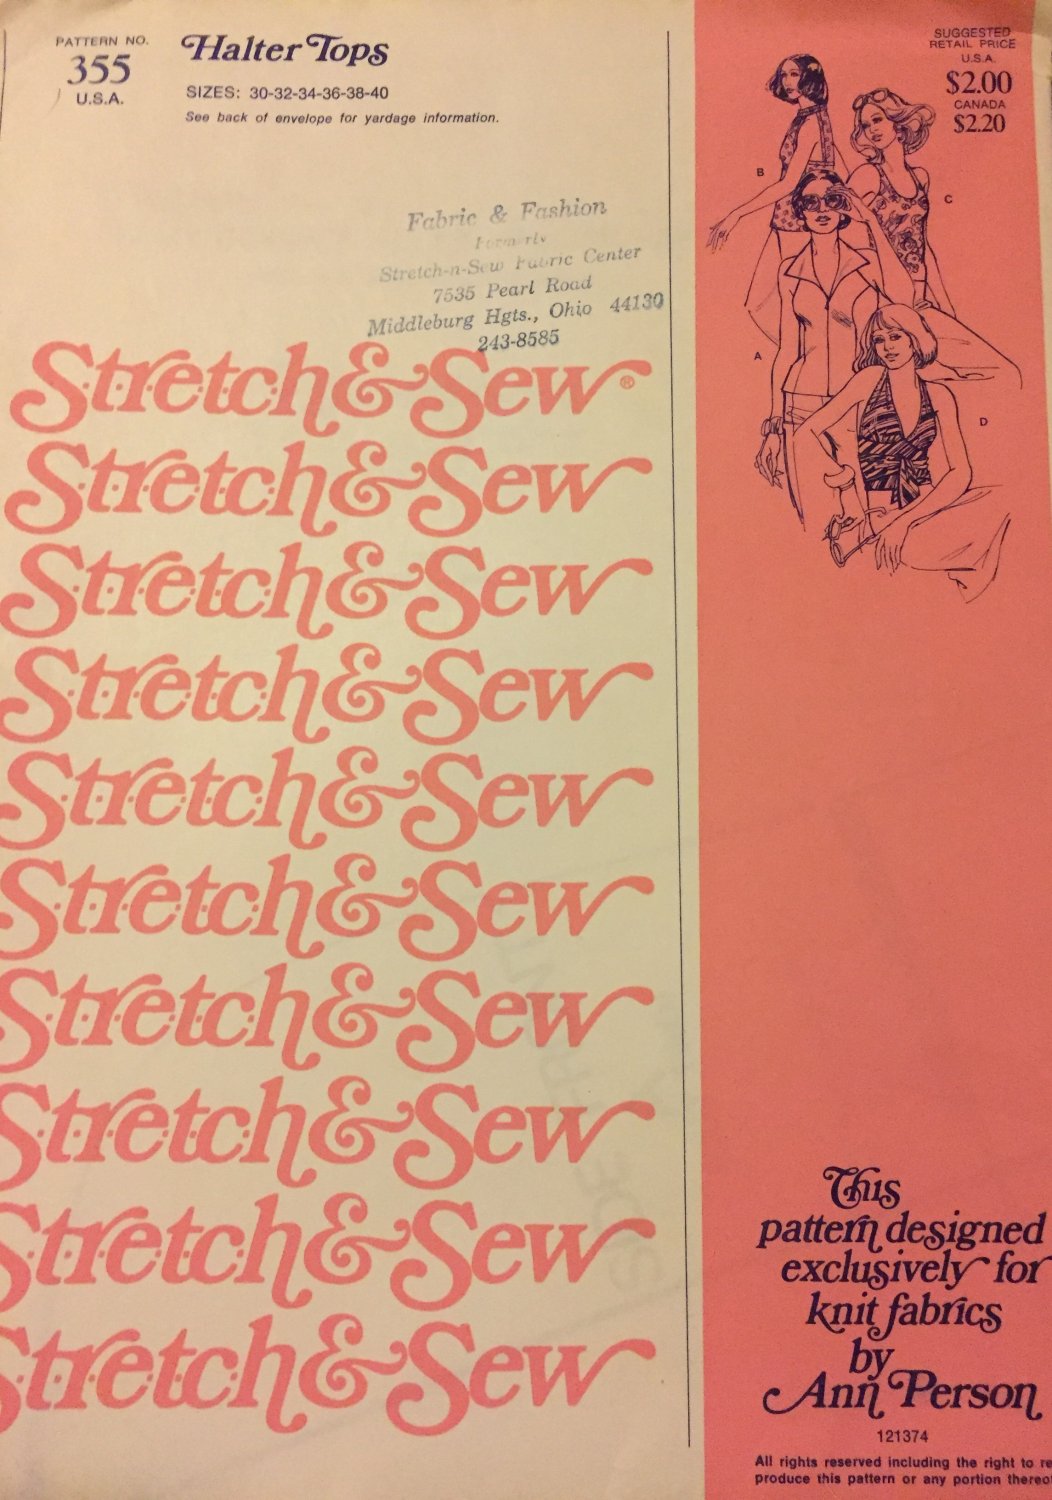 PATTERN NO.
355
U.S.A.
Halter Tops
SIZES: 30-32-34-36-38-40
See back of envelope for yardage information.
Fabric & Fashion
Formerly
Stretch-n-Sew Fabric Center
7535 Pearl Road
Middleburg Hgts., Ohio 44130
243-8585
Stretch & Sew®
Stretch & Sew
Stretch & Sew
Stretch & Sew
Stretch & Sew
Stretch & Sew
Stretch & Sew
Stretch & Sew
Stretch & Sew
Stretch & Sew
SUGGESTED
RETAIL PRICE
U.S.A.
$2.00
CANADA
$2.20
B
C
A
D
This
pattern designed
exclusively for
knit fabrics
by
Ann Person
121374
All rights reserved including the right to re
produce this pattern or any portion thereo